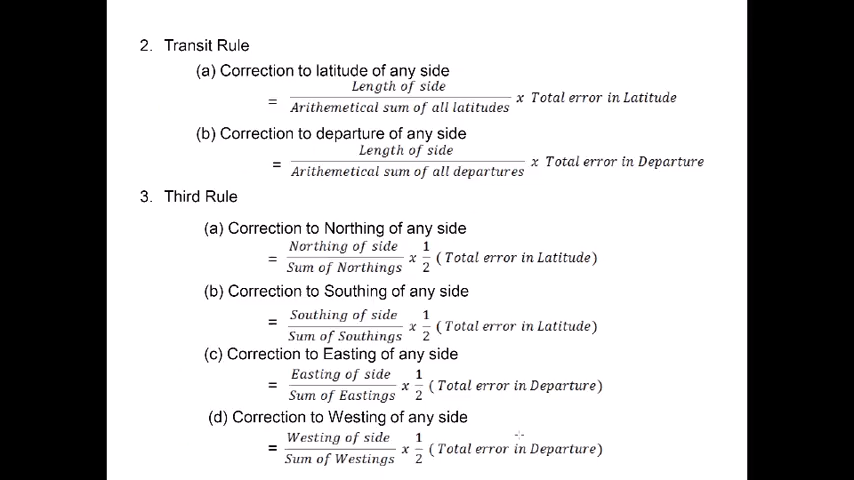 2. Transit Rule
(a) Correction to latitude of any side
= Length of side / Arithemetical sum of all latitudes x Total error in Latitude
(b) Correction to departure of any side
= Length of side / Arithemetical sum of all departures x Total error in Departure
3. Third Rule
(a) Correction to Northing of any side
= Northing of side / Sum of Northings x 1/2 ( Total error in Latitude)
(b) Correction to Southing of any side
= Southing of side / Sum of Southings x 1/2 ( Total error in Latitude)
(c) Correction to Easting of any side
= Easting of side / Sum of Eastings x 1/2 ( Total error in Departure)
(d) Correction to Westing of any side
= Westing of side / Sum of Westings x 1/2 ( Total error in Departure)